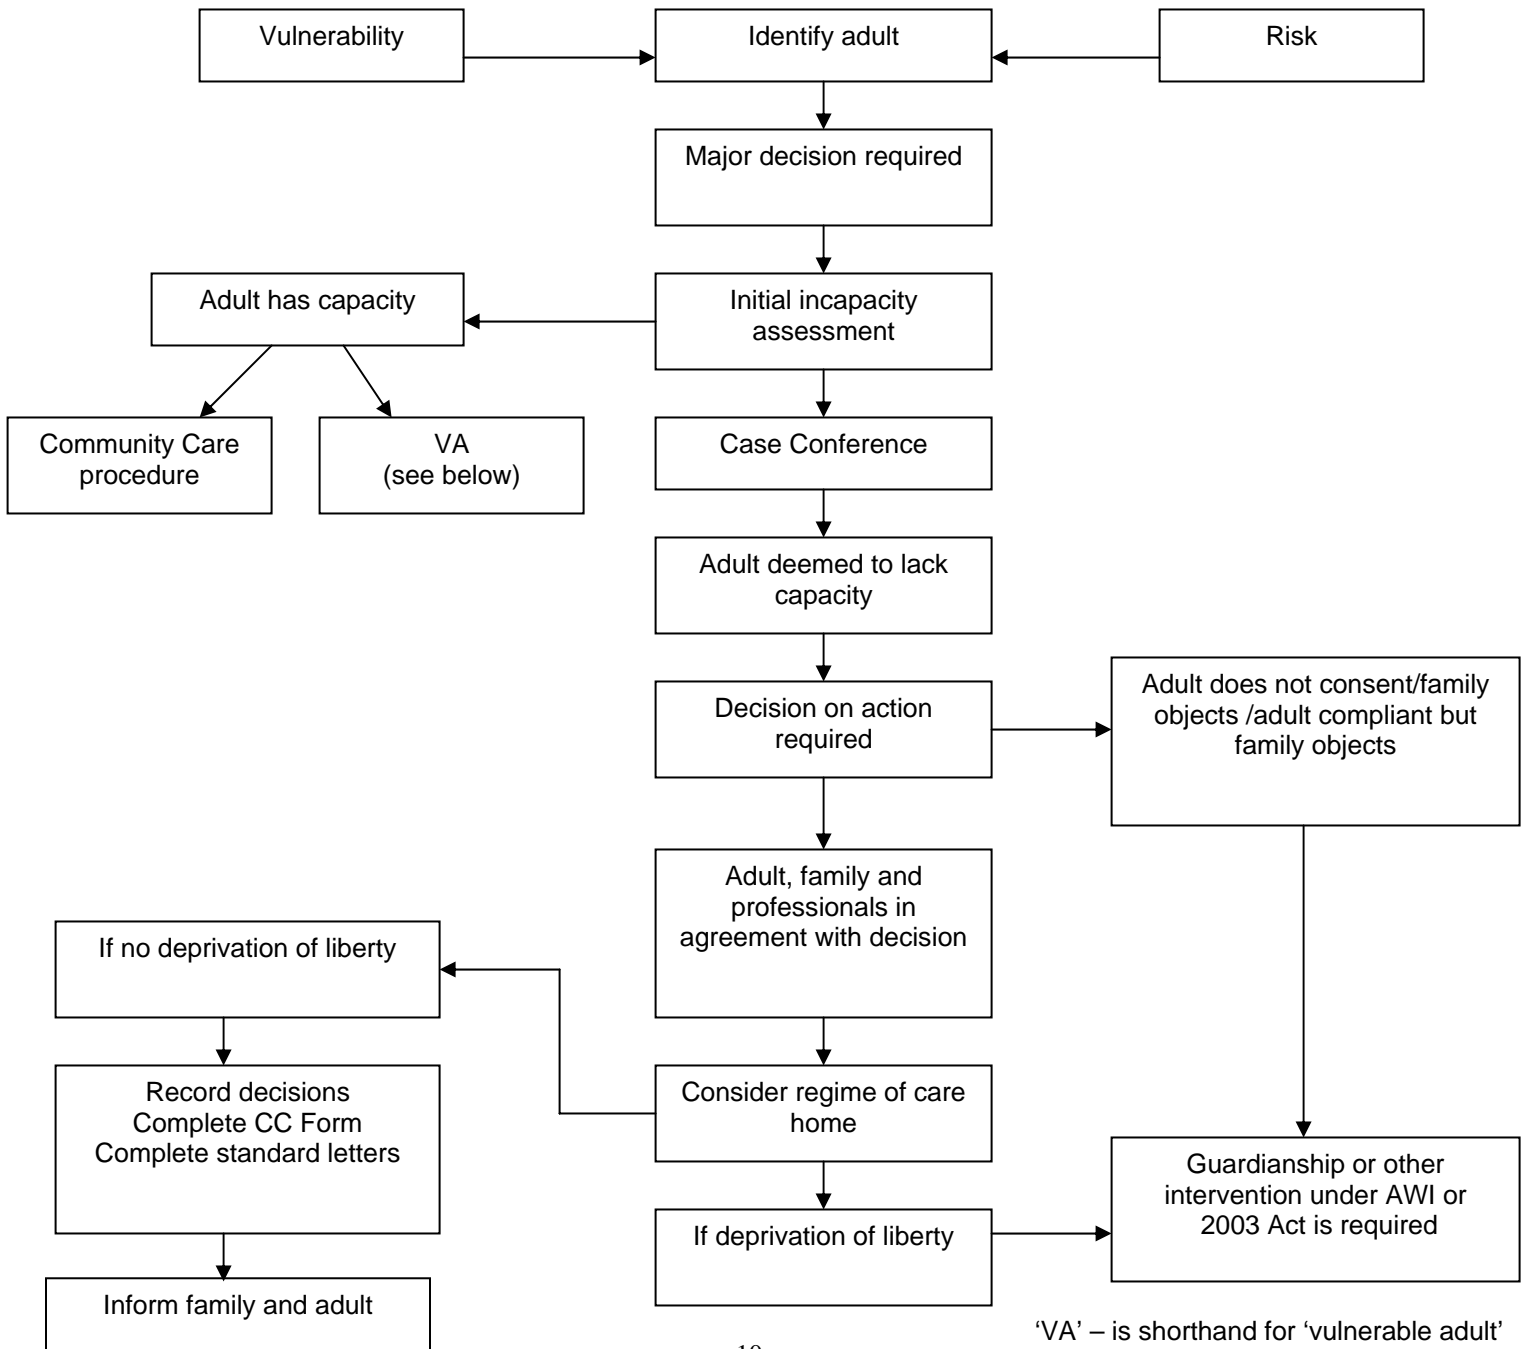 Vulnerability
Identify adult
Risk
Major decision required
Adult has capacity
Initial incapacity
assessment
Community Care
procedure
VA
(see below)
Case Conference
Adult deemed to lack
capacity
Decision on action
required
Adult does not consent/family
objects /adult compliant but
family objects
Adult, family and
professionals in
agreement with decision
If no deprivation of liberty
Record decisions
Complete CC Form
Complete standard letters
Consider regime of care
home
Guardianship or other
intervention under AWI or
2003 Act is required
If deprivation of liberty
Inform family and adult
‘VA’ – is shorthand for ‘vulnerable adult’